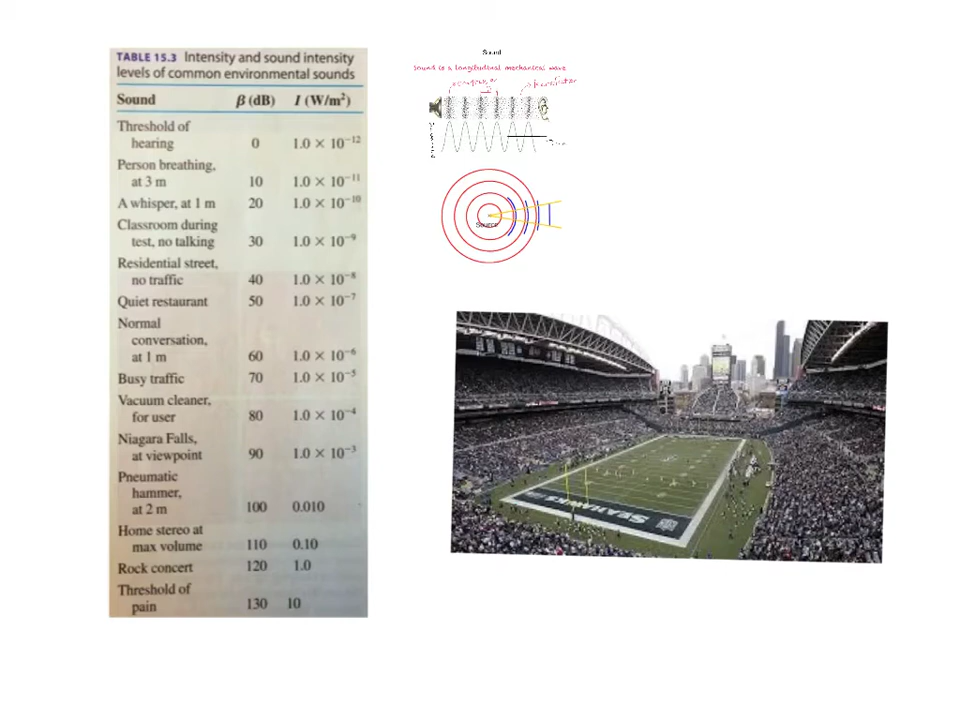 TABLE 15.3 Intensity and sound intensity
levels of common environmental sounds
Sound β (dB) I (W/m²)
Threshold of
hearing 0 1.0 × 10⁻¹²
Person breathing,
at 3 m 10 1.0 × 10⁻¹¹
A whisper, at 1 m 20 1.0 × 10⁻¹⁰
Classroom during
test, no talking 30 1.0 × 10⁻⁹
Residential street,
no traffic 40 1.0 × 10⁻⁸
Quiet restaurant 50 1.0 × 10⁻⁷
Normal
conversation,
at 1 m 60 1.0 × 10⁻⁶
Busy traffic 70 1.0 × 10⁻⁵
Vacuum cleaner,
for user 80 1.0 × 10⁻⁴
Niagara Falls,
at viewpoint 90 1.0 × 10⁻³
Pneumatic
hammer,
at 2 m 100 0.010
Home stereo at
max volume 110 0.10
Rock concert 120 1.0
Threshold of
pain 130 10
Sound
Sound is a longitudual mechanical wave
Source
SEAHAWKS